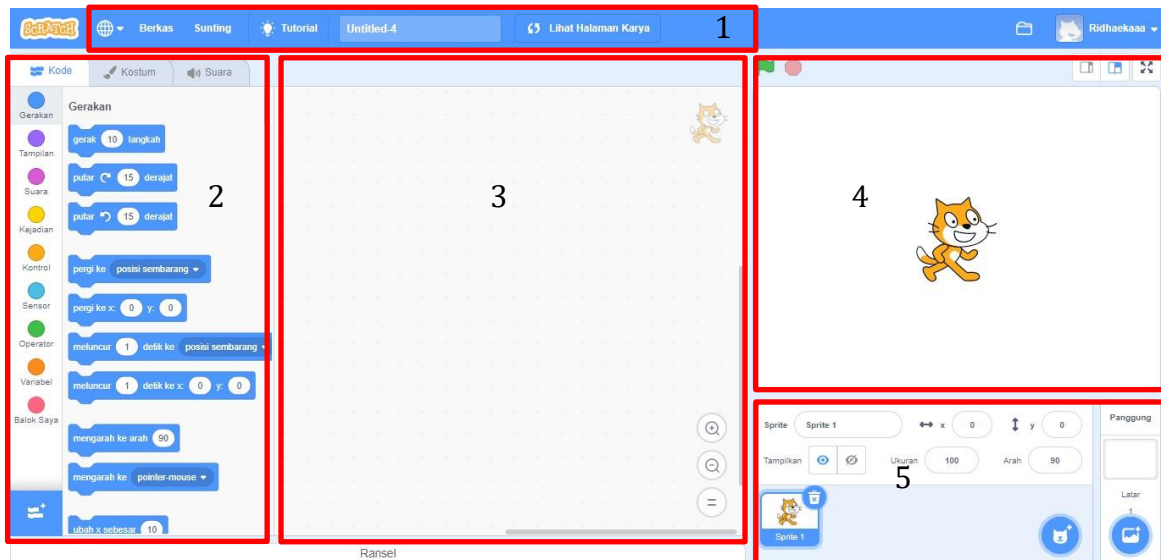 SCRATCH Berkas Sunting Tutorial Untitled-4 Lihat Halaman Karya 1 Ridhaekaaa
Kode Kostum Suara
Gerakan
Tampilan
Suara
Kejadian
Kontrol
Sensor
Operator
Variabel
Balok Saya
Gerakan
gerak 10 langkah
putar 15 derajat
putar 15 derajat
pergi ke posisi sembarang
pergi ke x: 0 y: 0
meluncur 1 detik ke posisi sembarang
meluncur 1 detik ke x: 0 y: 0
mengarah ke arah 90
mengarah ke pointer-mouse
ubah x sebesar 10
2
3
4
Sprite Sprite 1 x 0 y 0
Tampilkan Ukuran 100 Arah 90
5
Sprite 1
Panggung
Latar
1
Ransel